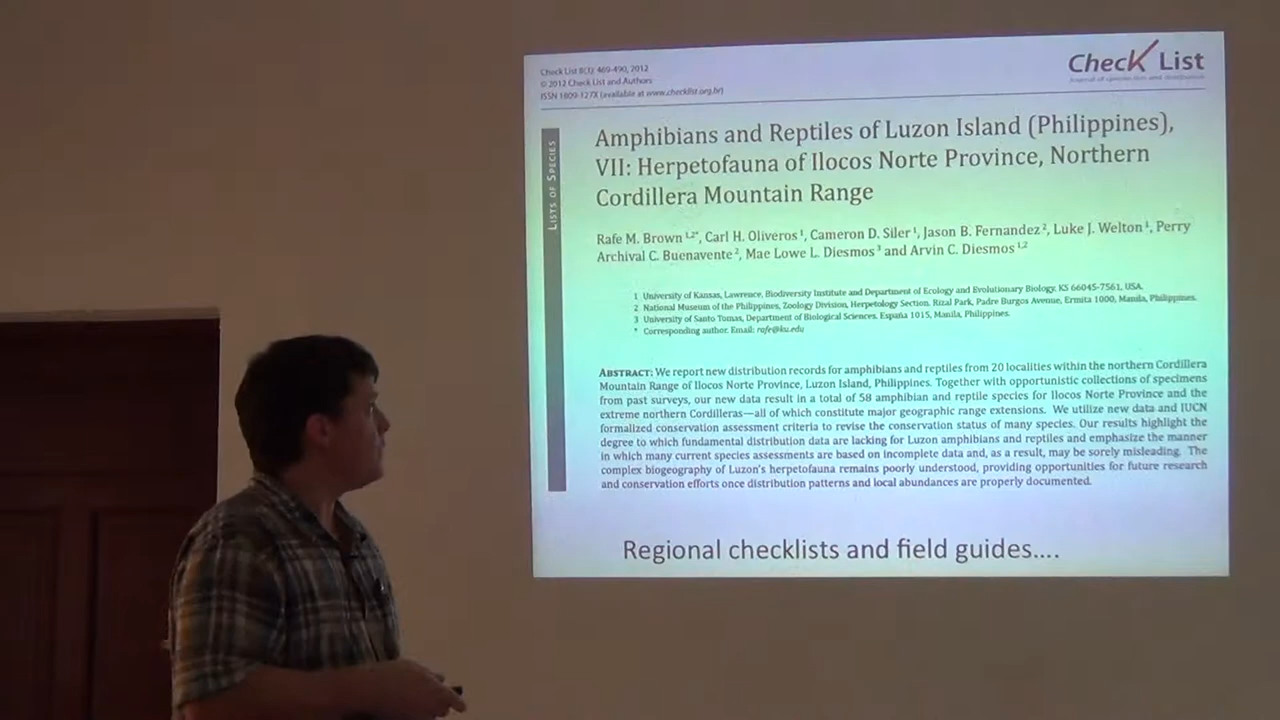 Check List 8(3): 469-490, 2012
© 2012 Check List and Authors
ISSN 1809-127X (available at www.checklist.org.br)
Check List
Journal of species lists and distribution
LISTS OF SPECIES
Amphibians and Reptiles of Luzon Island (Philippines),
VII: Herpetofauna of Ilocos Norte Province, Northern
Cordillera Mountain Range
Rafe M. Brown 1,2*, Carl H. Oliveros 1, Cameron D. Siler 1, Jason B. Fernandez 2, Luke J. Welton 1, Perry
Archival C. Buenavente 2, Mae Lowe L. Diesmos 3 and Arvin C. Diesmos 1,2
1 University of Kansas, Lawrence, Biodiversity Institute and Department of Ecology and Evolutionary Biology. KS 66045-7561, USA.
2 National Museum of the Philippines, Zoology Division, Herpetology Section. Rizal Park, Padre Burgos Avenue, Ermita 1000, Manila, Philippines.
3 University of Santo Tomas, Department of Biological Sciences. España 1015, Manila, Philippines.
* Corresponding author. Email: rafe@ku.edu
ABSTRACT: We report new distribution records for amphibians and reptiles from 20 localities within the northern Cordillera
Mountain Range of Ilocos Norte Province, Luzon Island, Philippines. Together with opportunistic collections of specimens
from past surveys, our new data result in a total of 58 amphibian and reptile species for Ilocos Norte Province and the
extreme northern Cordilleras—all of which constitute major geographic range extensions. We utilize new data and IUCN
formalized conservation assessment criteria to revise the conservation status of many species. Our results highlight the
degree to which fundamental distribution data are lacking for Luzon amphibians and reptiles and emphasize the manner
in which many current species assessments are based on incomplete data and, as a result, may be sorely misleading. The
complex biogeography of Luzon's herpetofauna remains poorly understood, providing opportunities for future research
and conservation efforts once distribution patterns and local abundances are properly documented.
Regional checklists and field guides....